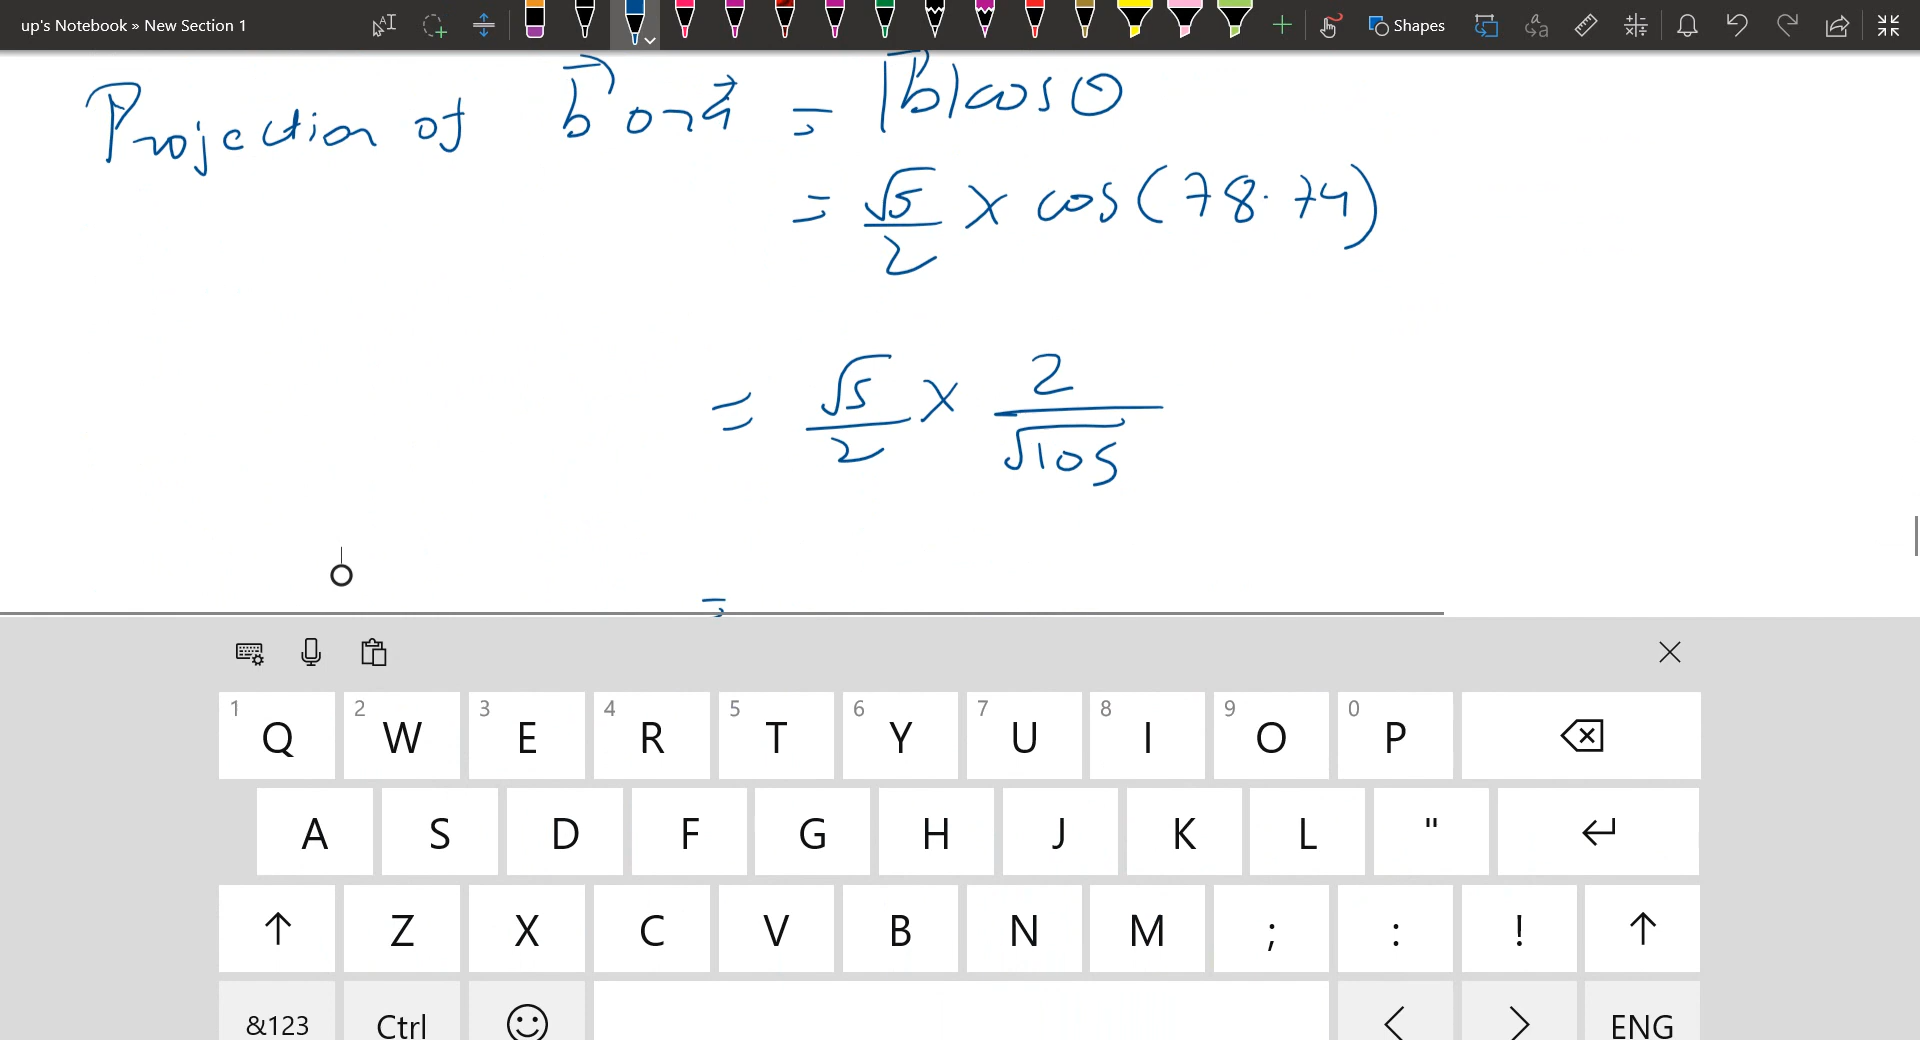 up's Notebook » New Section 1
Shapes
Projection of b⃗ on a⃗ = |b⃗|cosθ
= √5/2 × cos(78.74)
= √5/2 × 2/√105
=
1 2 3 4 5 6 7 8 9 0
Q W E R T Y U I O P
A S D F G H J K L "
Z X C V B N M ; : !
&123 Ctrl < > ENG